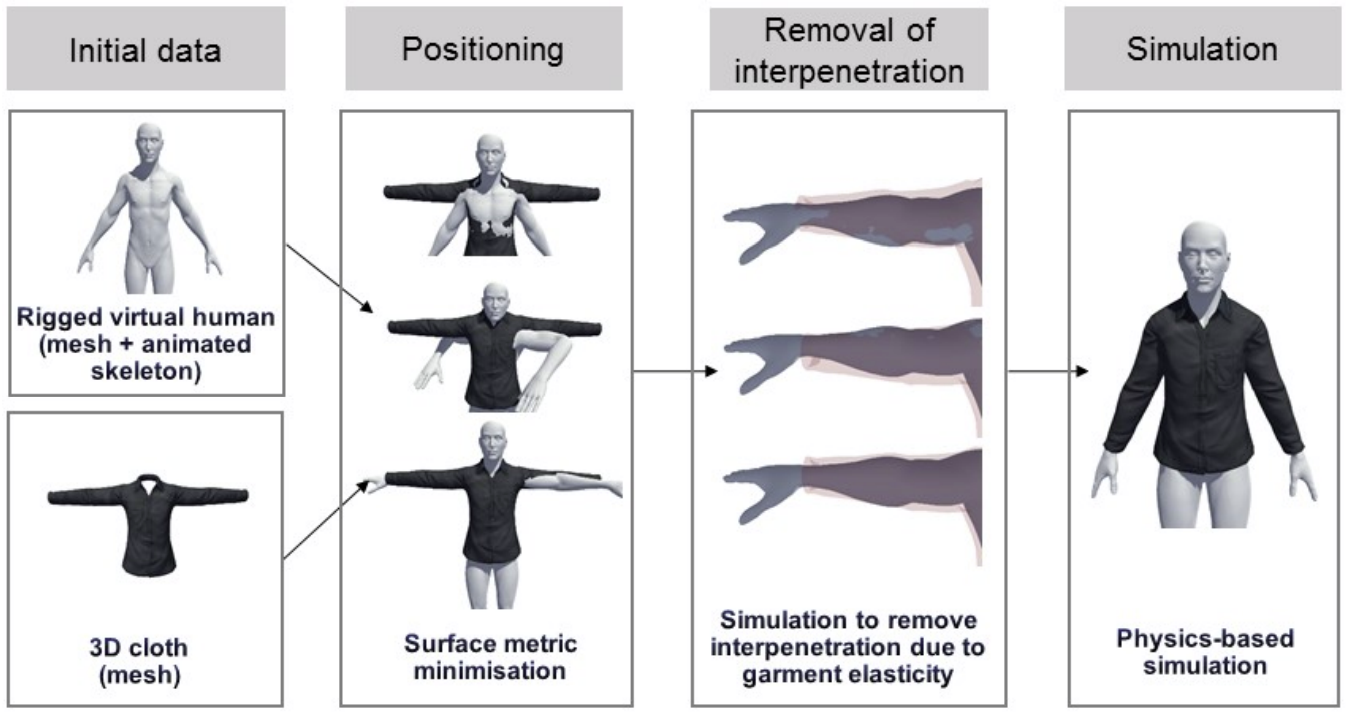 Initial data
Positioning
Removal of
interpenetration
Simulation
Rigged virtual human
(mesh + animated
skeleton)
3D cloth
(mesh)
Surface metric
minimisation
Simulation to remove
interpenetration due to
garment elasticity
Physics-based
simulation